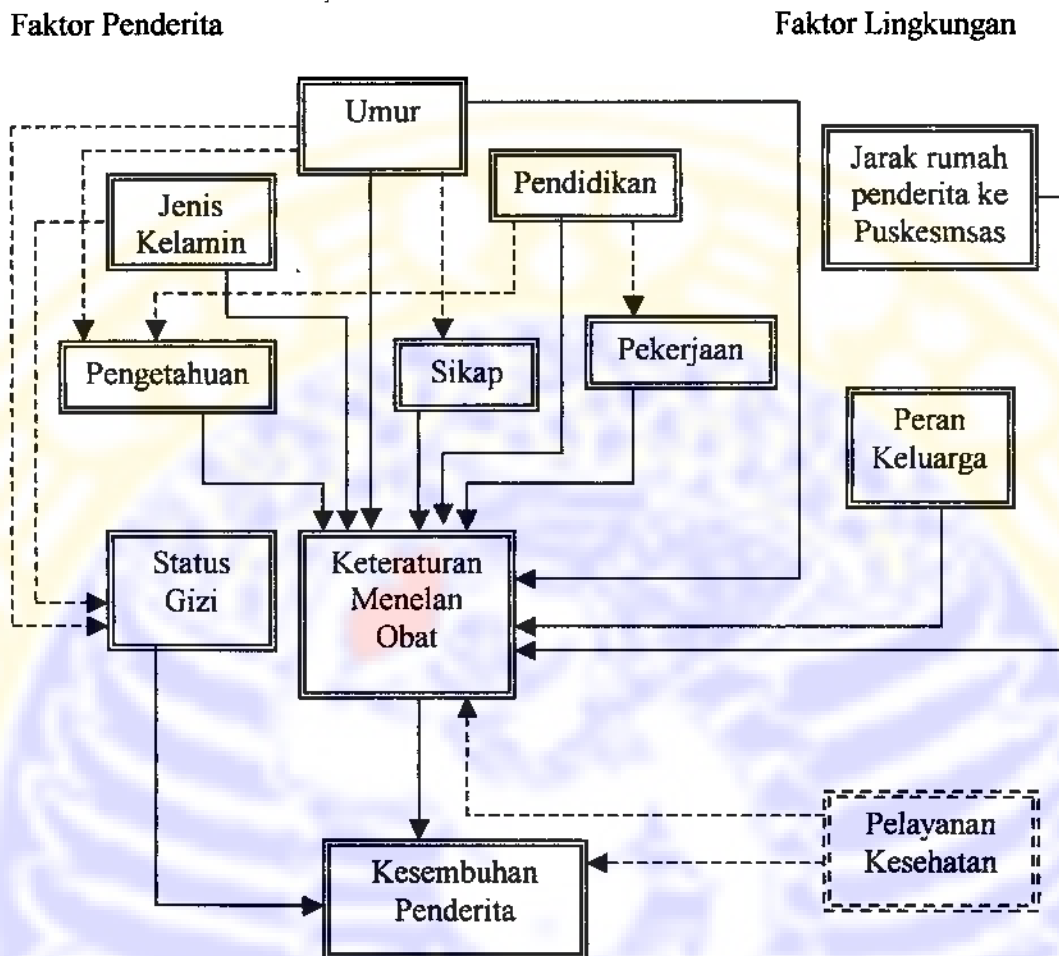 Faktor Penderita
Faktor Lingkungan
Umur
Jenis
Kelamin
Pendidikan
Jarak rumah
penderita ke
Puskesmsas
Pengetahuan
Sikap
Pekerjaan
Peran
Keluarga
Status
Gizi
Keteraturan
Menelan
Obat
Pelayanan
Kesehatan
Kesembuhan
Penderita